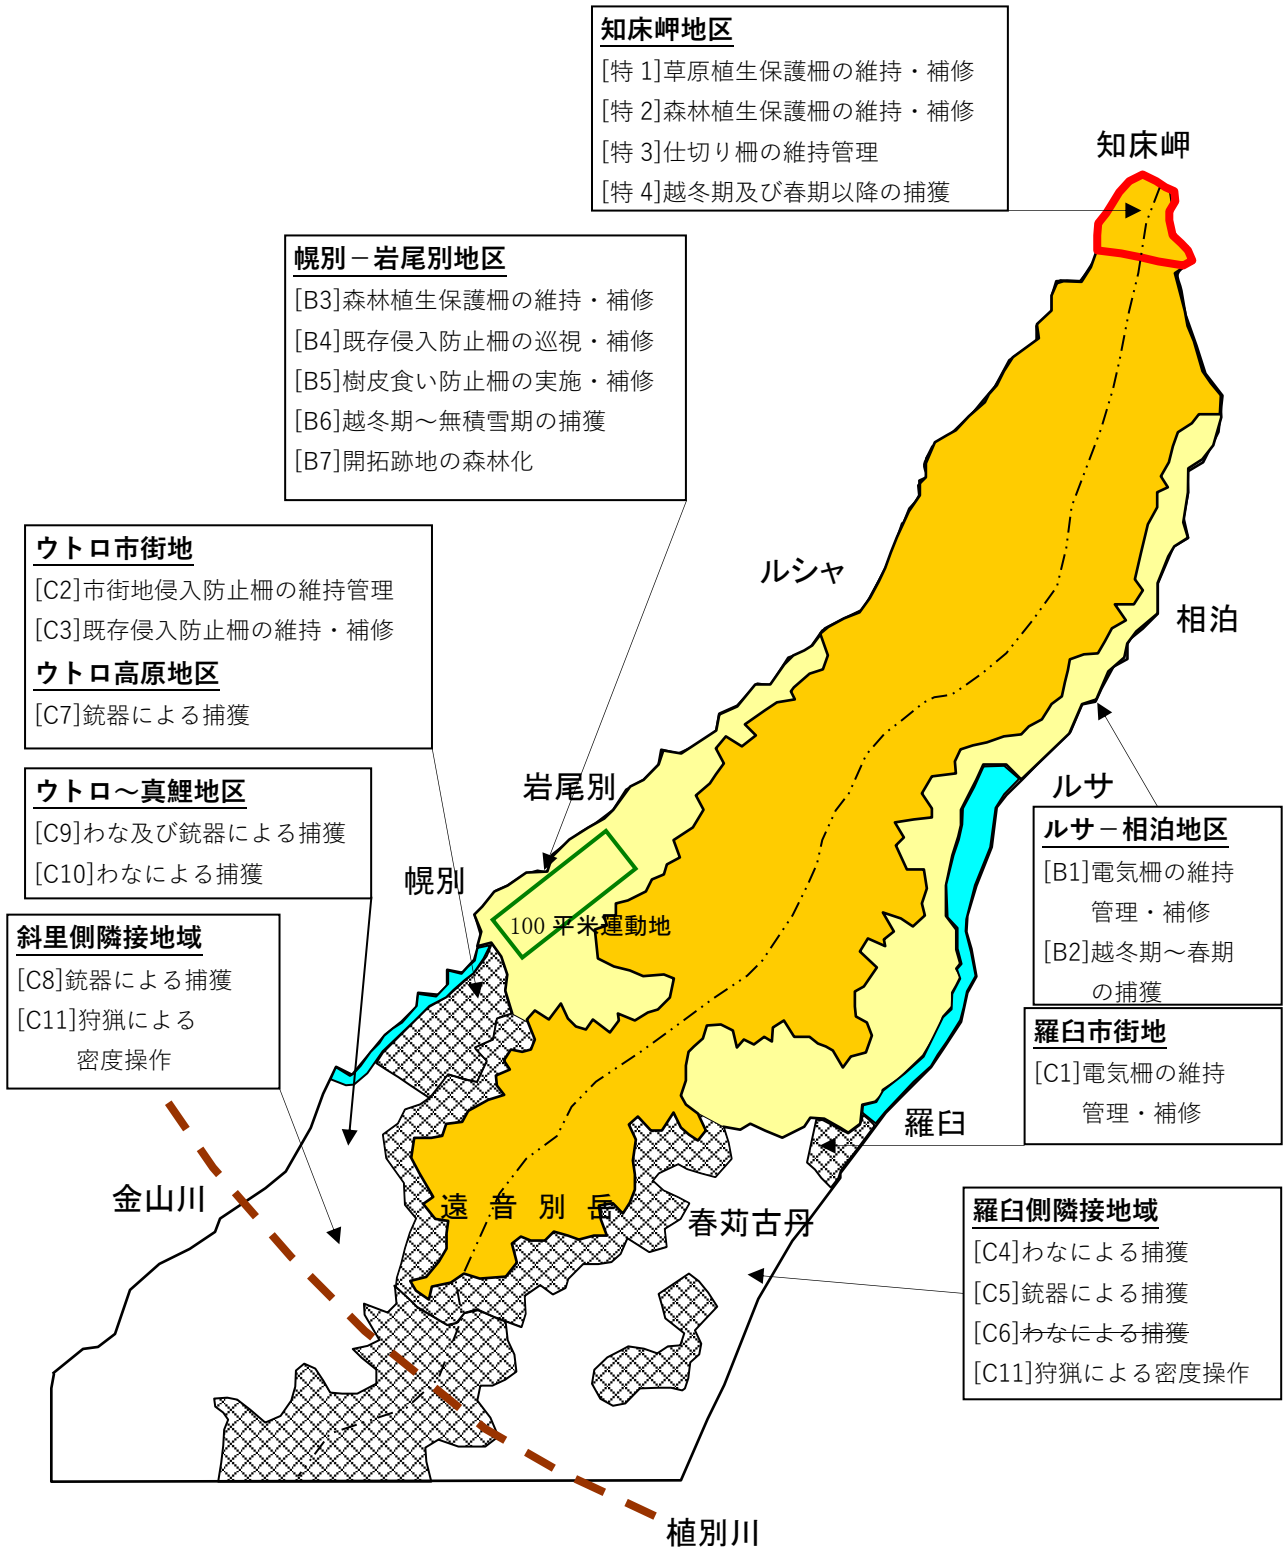 知床岬地区
[特 1]草原植生保護柵の維持・補修
[特 2]森林植生保護柵の維持・補修
[特 3]仕切り柵の維持管理
[特 4]越冬期及び春期以降の捕獲
知床岬
幌別－岩尾別地区
[B3]森林植生保護柵の維持・補修
[B4]既存侵入防止柵の巡視・補修
[B5]樹皮食い防止柵の実施・補修
[B6]越冬期～無積雪期の捕獲
[B7]開拓跡地の森林化
ウトロ市街地
[C2]市街地侵入防止柵の維持管理
[C3]既存侵入防止柵の維持・補修
ウトロ高原地区
[C7]銃器による捕獲
ルシャ
相泊
ウトロ～真鯉地区
[C9]わな及び銃器による捕獲
[C10]わなによる捕獲
岩尾別
ルサ
幌別
100 平米運動地
ルサ－相泊地区
[B1]電気柵の維持
管理・補修
[B2]越冬期～春期
の捕獲
斜里側隣接地域
[C8]銃器による捕獲
[C11]狩猟による
密度操作
羅臼市街地
[C1]電気柵の維持
管理・補修
羅臼
金山川
遠音別岳
春苅古丹
羅臼側隣接地域
[C4]わなによる捕獲
[C5]銃器による捕獲
[C6]わなによる捕獲
[C11]狩猟による密度操作
植別川